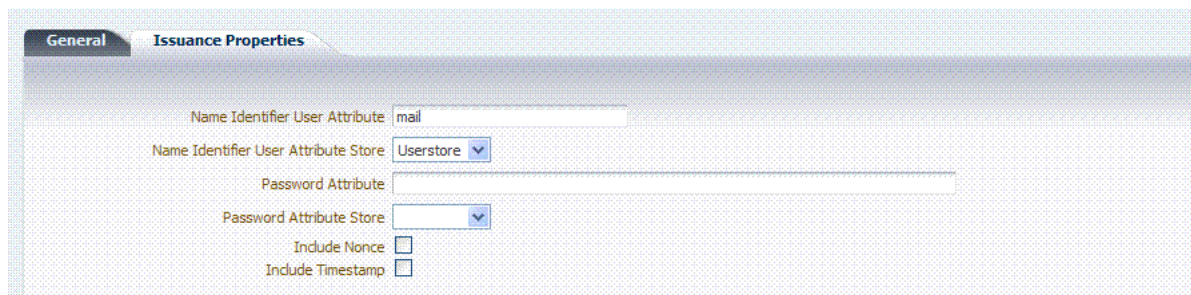 General Issuance Properties
Name Identifier User Attribute mail
Name Identifier User Attribute Store Userstore
Password Attribute
Password Attribute Store
Include Nonce
Include Timestamp